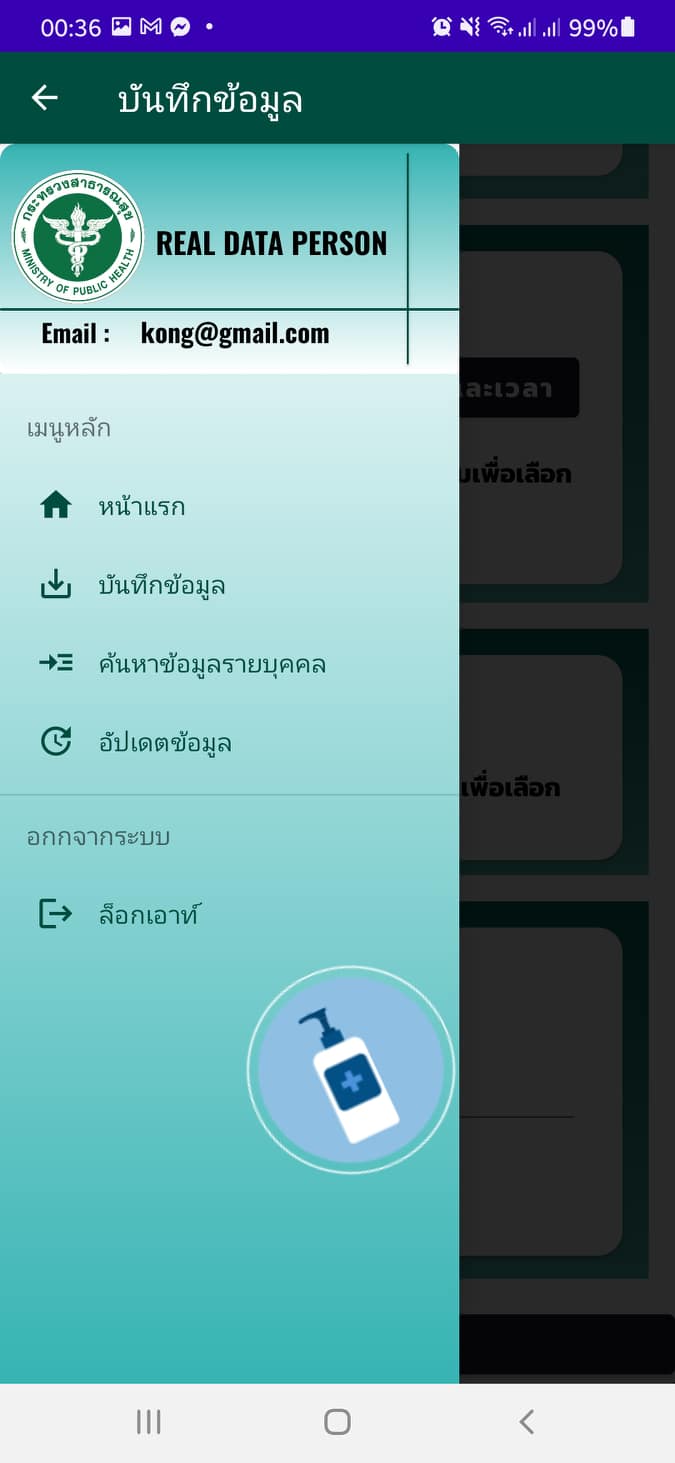 00:36
99%
บันทึกข้อมูล
กระทรวงสาธารณสุข
MINISTRY OF PUBLIC HEALTH
REAL DATA PERSON
Email : kong@gmail.com
เมนูหลัก
ละเวลา
เพื่อเลือก
หน้าแรก
บันทึกข้อมูล
ค้นหาข้อมูลรายบุคคล
อัปเดตข้อมูล
เพื่อเลือก
อกกจากระบบ
ล็อกเอาท์